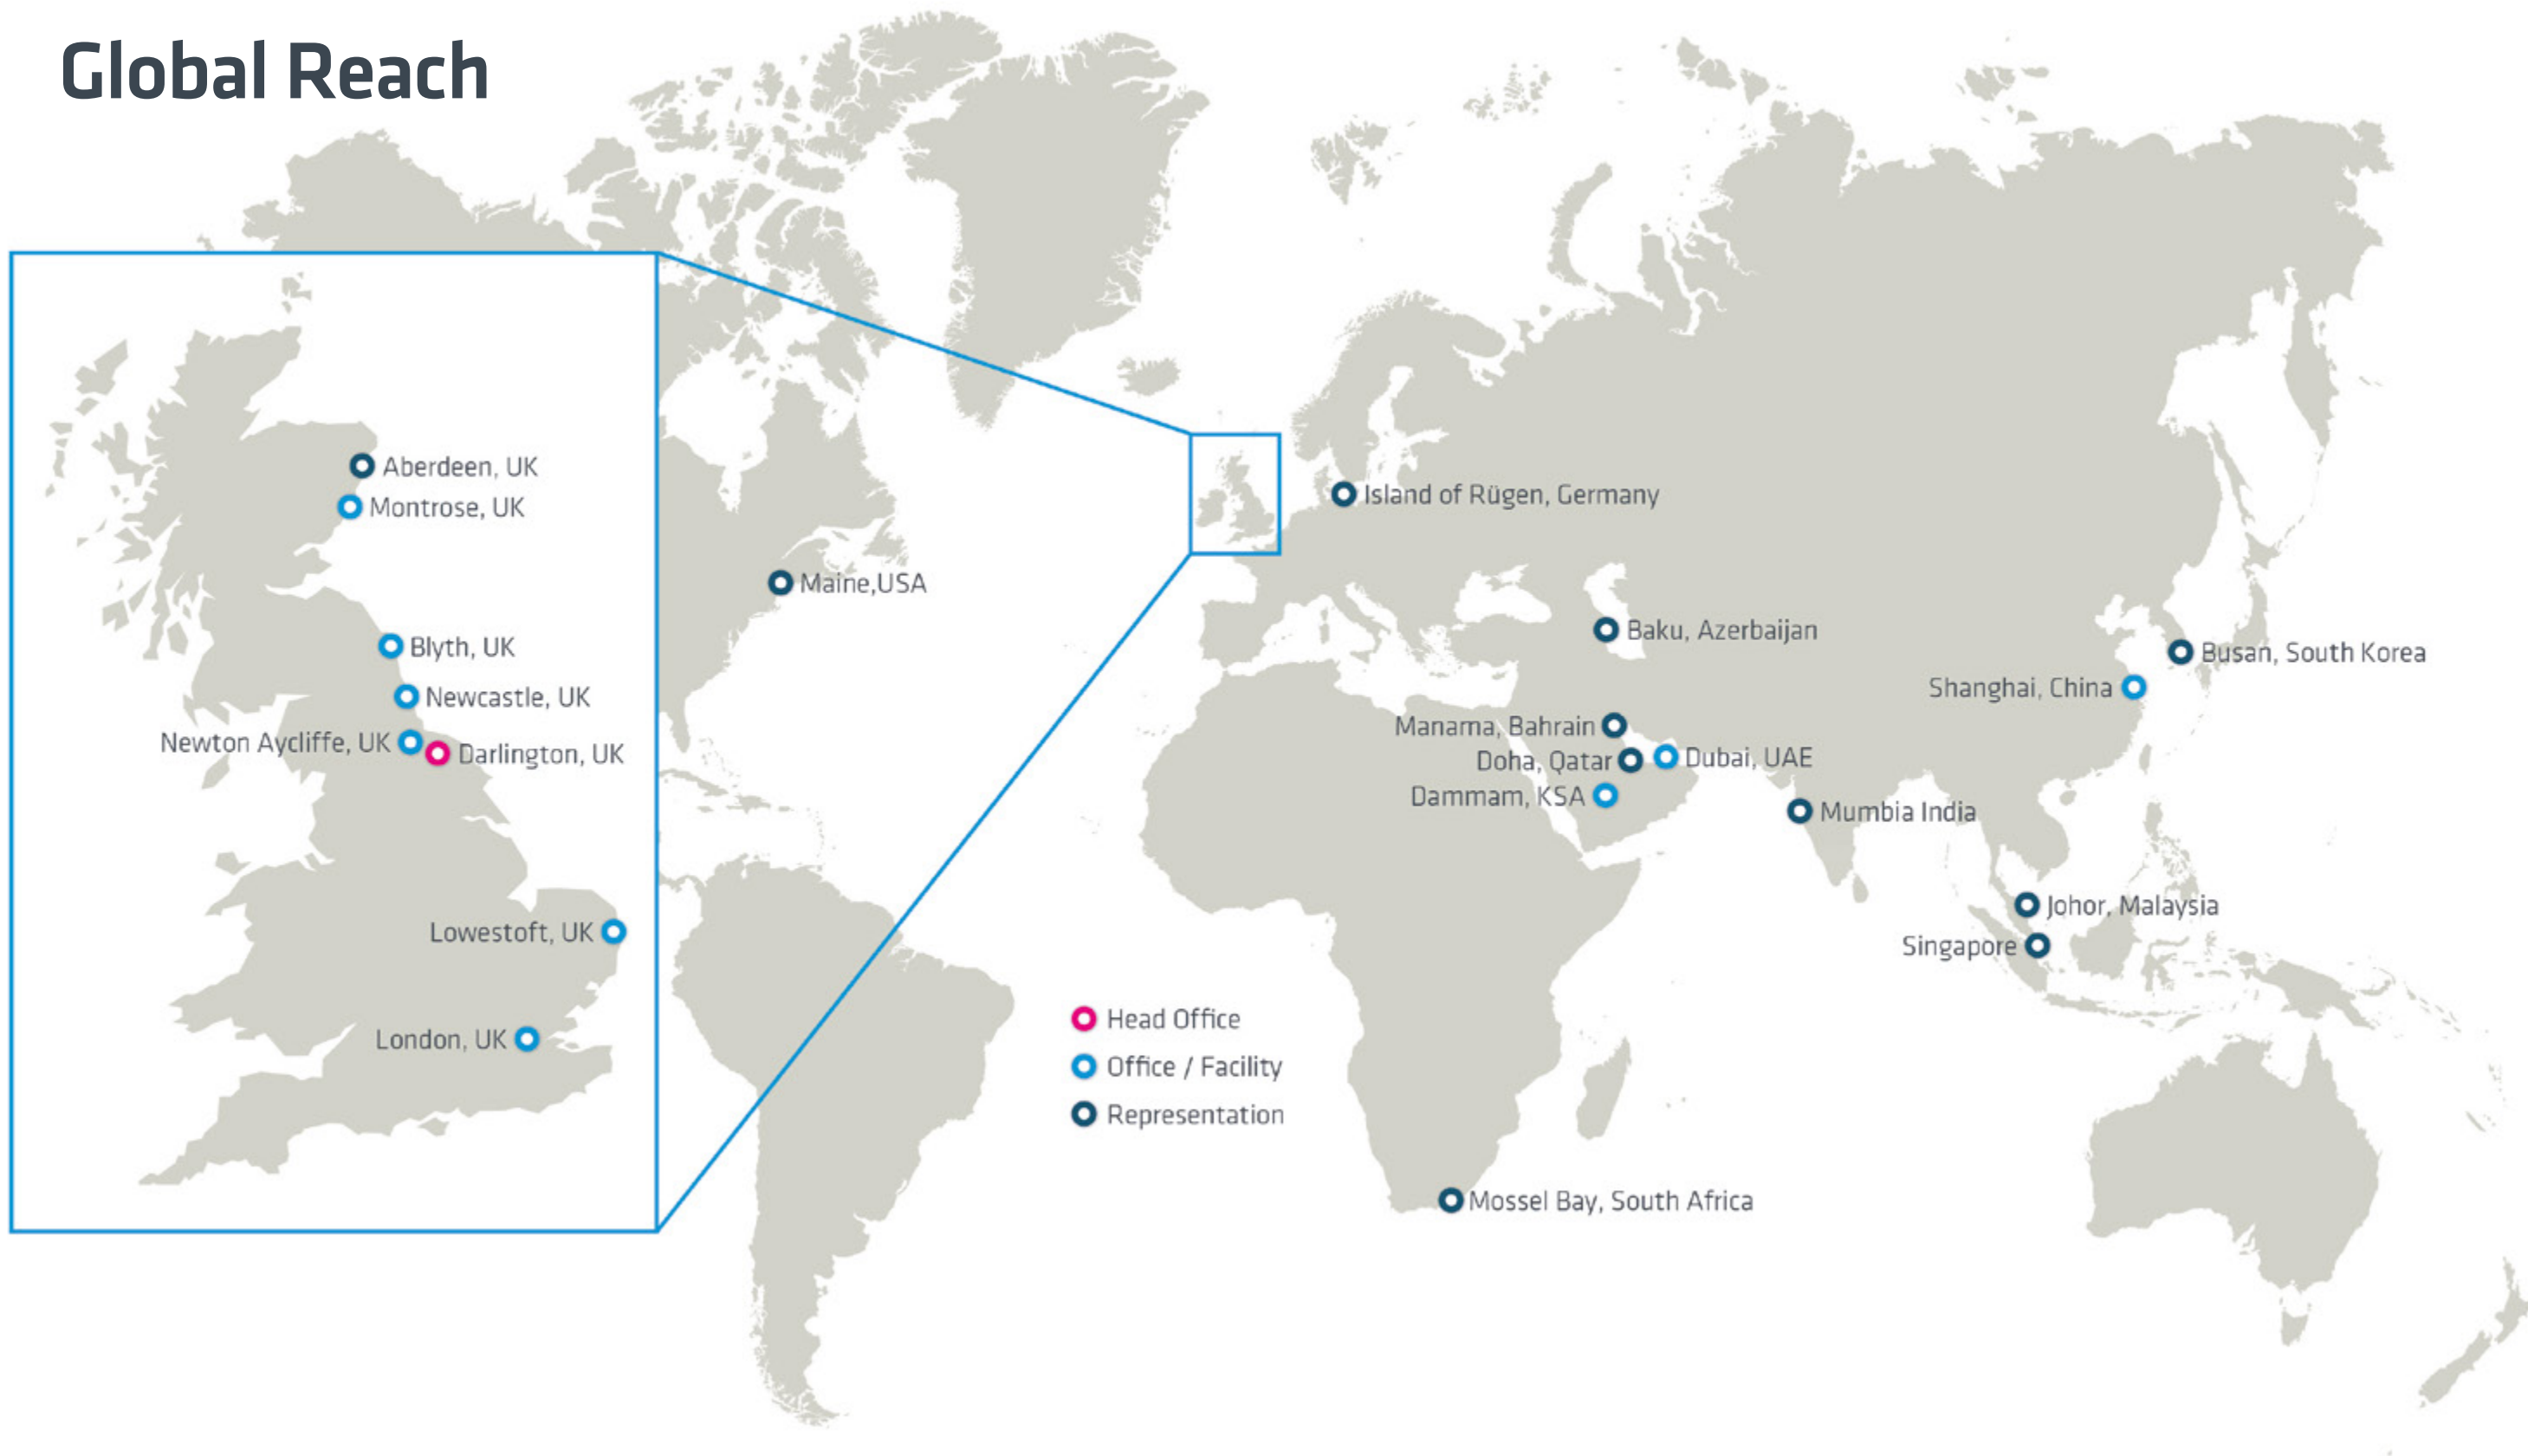 Global Reach
Aberdeen, UK
Montrose, UK
Blyth, UK
Newcastle, UK
Newton Aycliffe, UK
Darlington, UK
Lowestoft, UK
London, UK
Maine,USA
Island of Rügen, Germany
Baku, Azerbaijan
Busan, South Korea
Shanghai, China
Manama, Bahrain
Doha, Qatar
Dubai, UAE
Dammam, KSA
Mumbia India
Johor, Malaysia
Singapore
Head Office
Office / Facility
Representation
Mossel Bay, South Africa